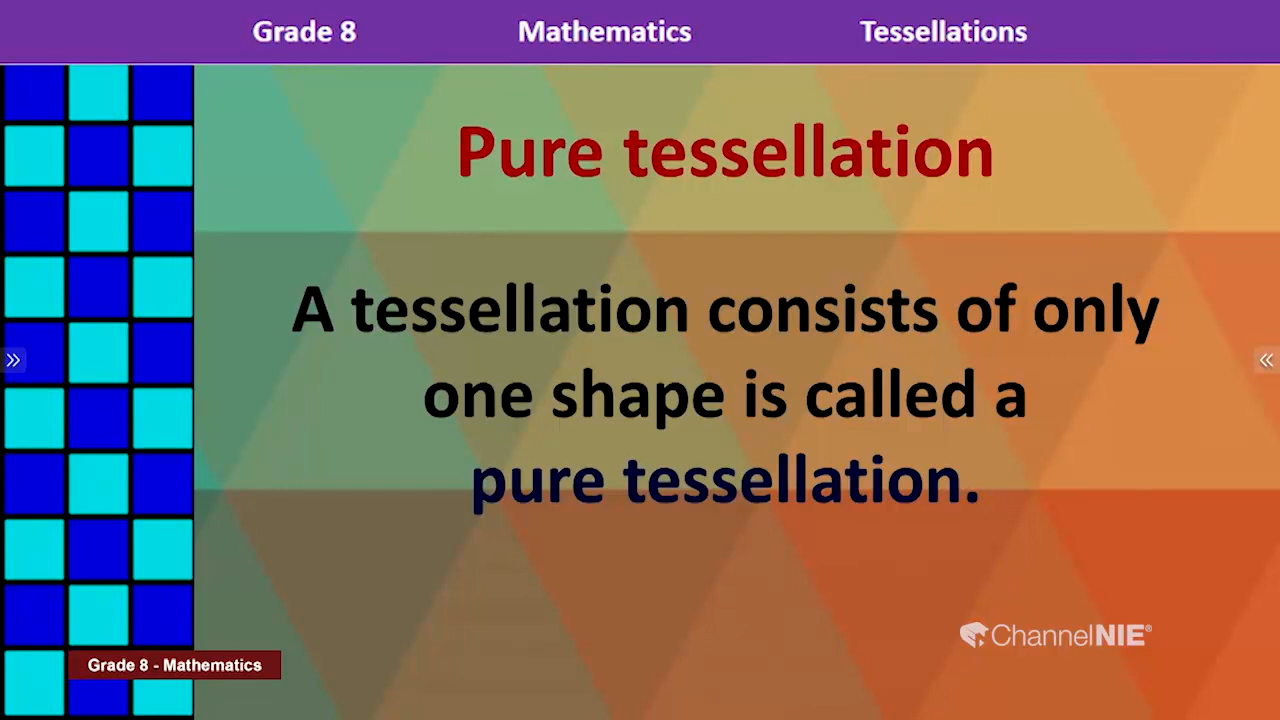 Grade 8 Mathematics Tessellations
Pure tessellation
A tessellation consists of only
one shape is called a
pure tessellation.
ChannelNIE®
Grade 8 - Mathematics